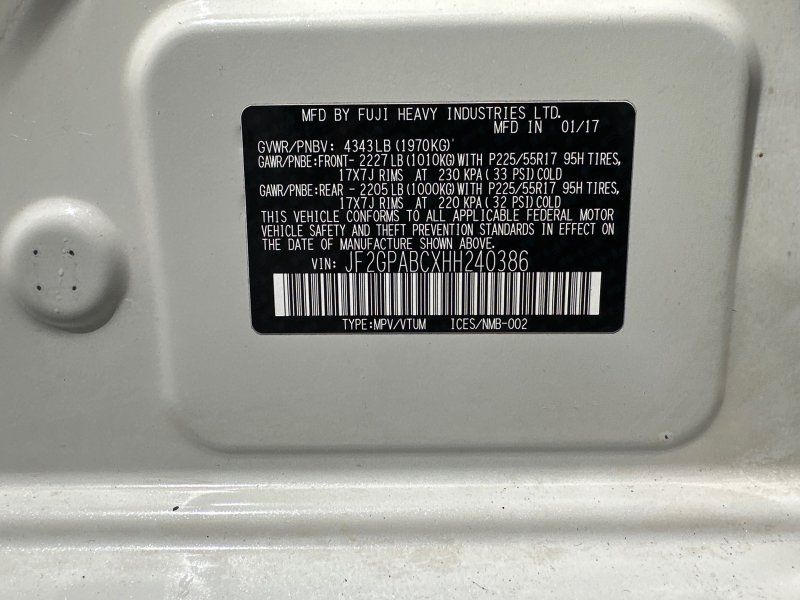 MFD BY FUJI HEAVY INDUSTRIES LTD.
MFD IN 01/17
GVWR/PNBV: 4343LB(1970KG)
GAWR/PNBE:FRONT- 2227LB(1010KG)WITH P225/55R17 95H TIRES,
17X7J RIMS AT 230 KPA( 33 PSI)COLD
GAWR/PNBE:REAR - 2205LB(1000KG)WITH P225/55R17 95H TIRES,
17X7J RIMS AT 220 KPA( 32 PSI)COLD
THIS VEHICLE CONFORMS TO ALL APPLICABLE FEDERAL MOTOR
VEHICLE SAFETY AND THEFT PREVENTION STANDARDS IN EFFECT ON
THE DATE OF MANUFACTURE SHOWN ABOVE.
VIN: JF2GPABCXHH240386
TYPE:MPV/VTUM ICES/NMB-002